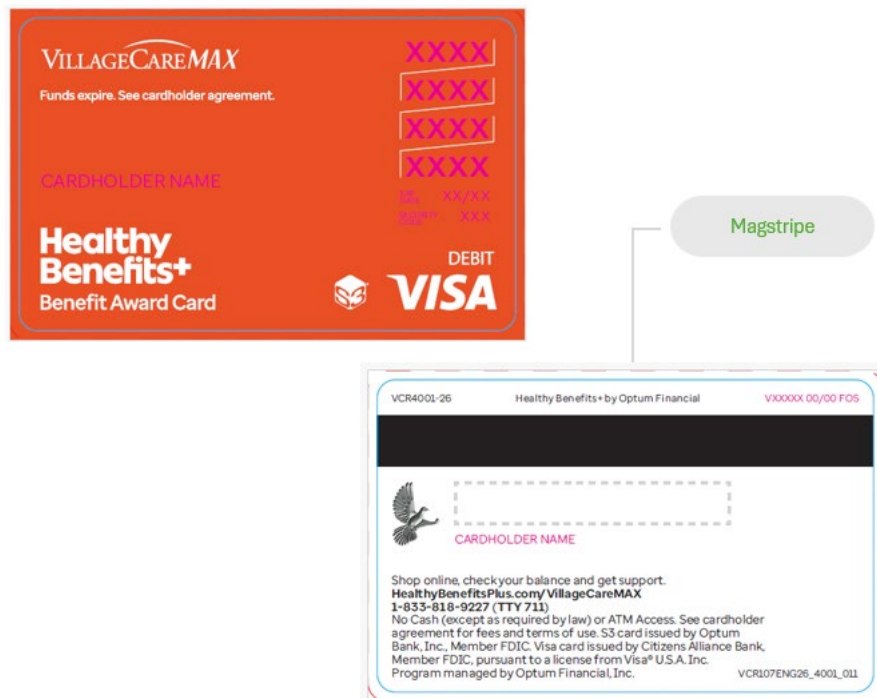 VILLAGECAREMAX
Funds expire. See cardholder agreement.
XXXX
XXXX
XXXX
XXXX
CARDHOLDER NAME
XX/XX
XXX
Healthy
Benefits+
Benefit Award Card
S3
DEBIT
VISA
Magstripe
VCR4001-26 Healthy Benefits+ by Optum Financial VXXXXX 00/00 FOS
CARDHOLDER NAME
Shop online, check your balance and get support.
HealthyBenefitsPlus.com/VillageCareMAX
1-833-818-9227 (TTY 711)
No Cash (except as required by law) or ATM Access. See cardholder
agreement for fees and terms of use. S3 card issued by Optum
Bank, Inc., Member FDIC. Visa card issued by Citizens Alliance Bank,
Member FDIC, pursuant to a license from Visa® U.S.A. Inc.
Program managed by Optum Financial, Inc. VCR107ENG26_4001_011